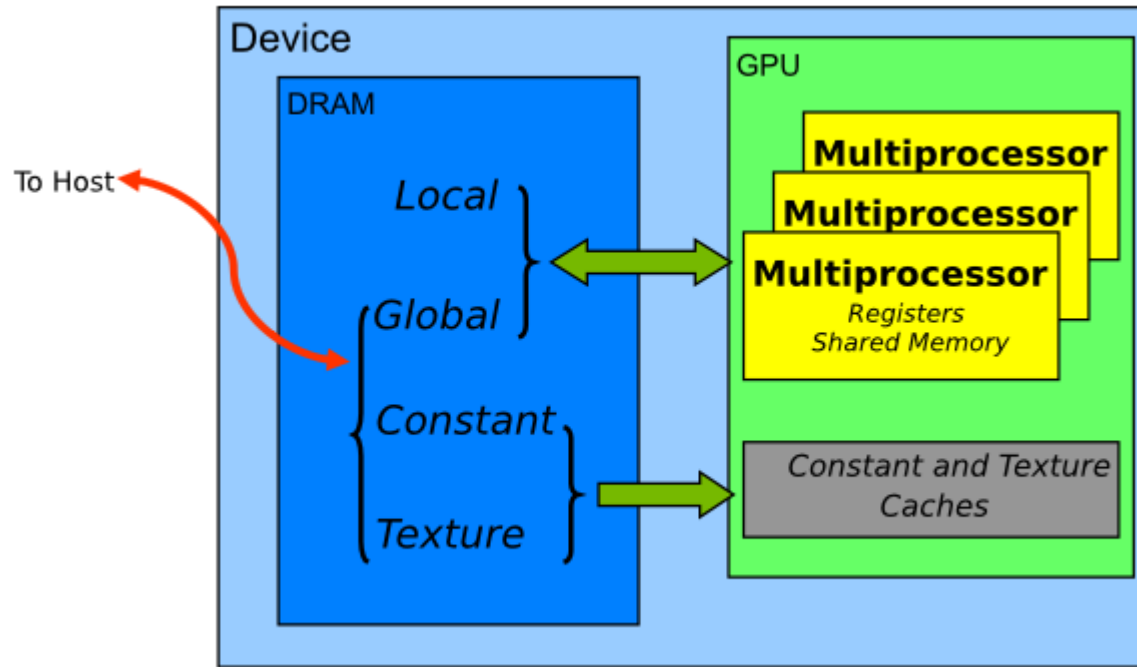 Device
DRAM
GPU
To Host
Local
Global
Constant
Texture
Multiprocessor
Multiprocessor
Multiprocessor
Registers
Shared Memory
Constant and Texture
Caches